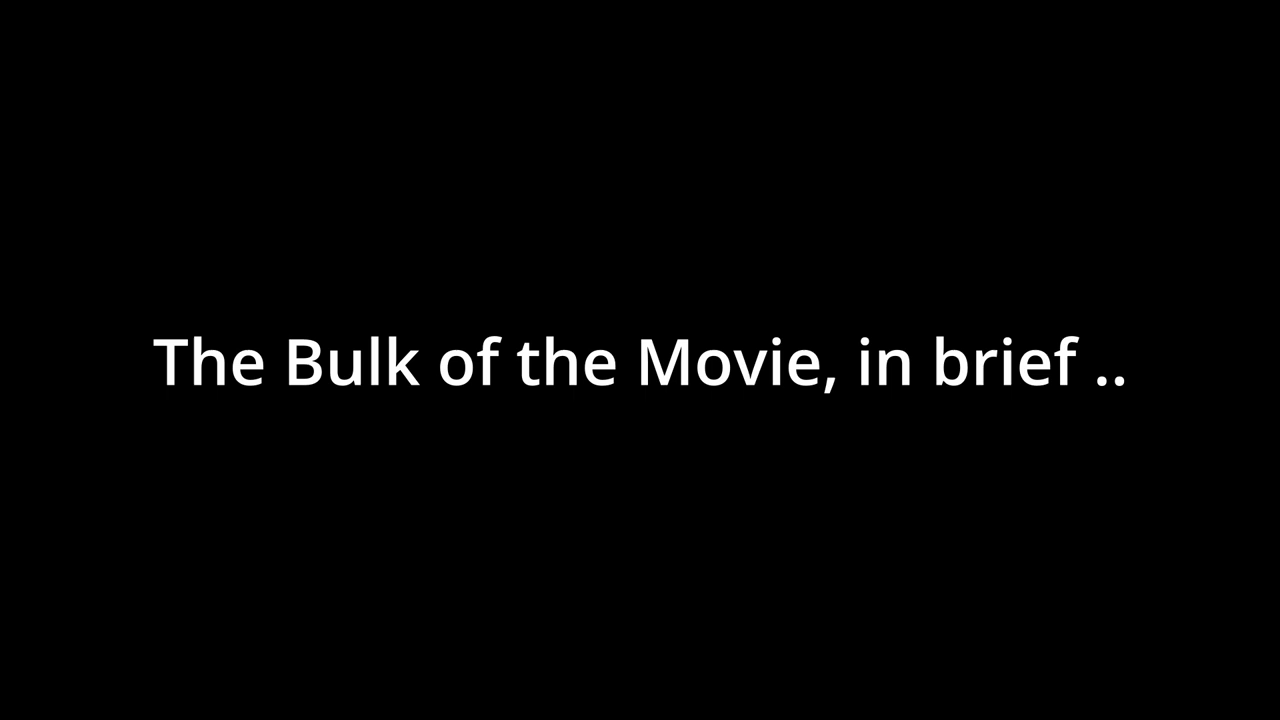 The Bulk of the Movie, in brief ..